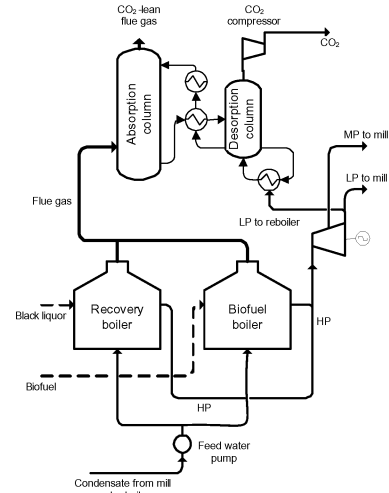 CO₂-lean
flue gas
CO₂
compressor
CO₂
Absorption
column
Desorption
column
MP to mill
LP to mill
Flue gas
LP to reboiler
Recovery
boiler
Biofuel
boiler
Black liquor
HP
Biofuel
HP
Feed water
pump
Condensate from mill